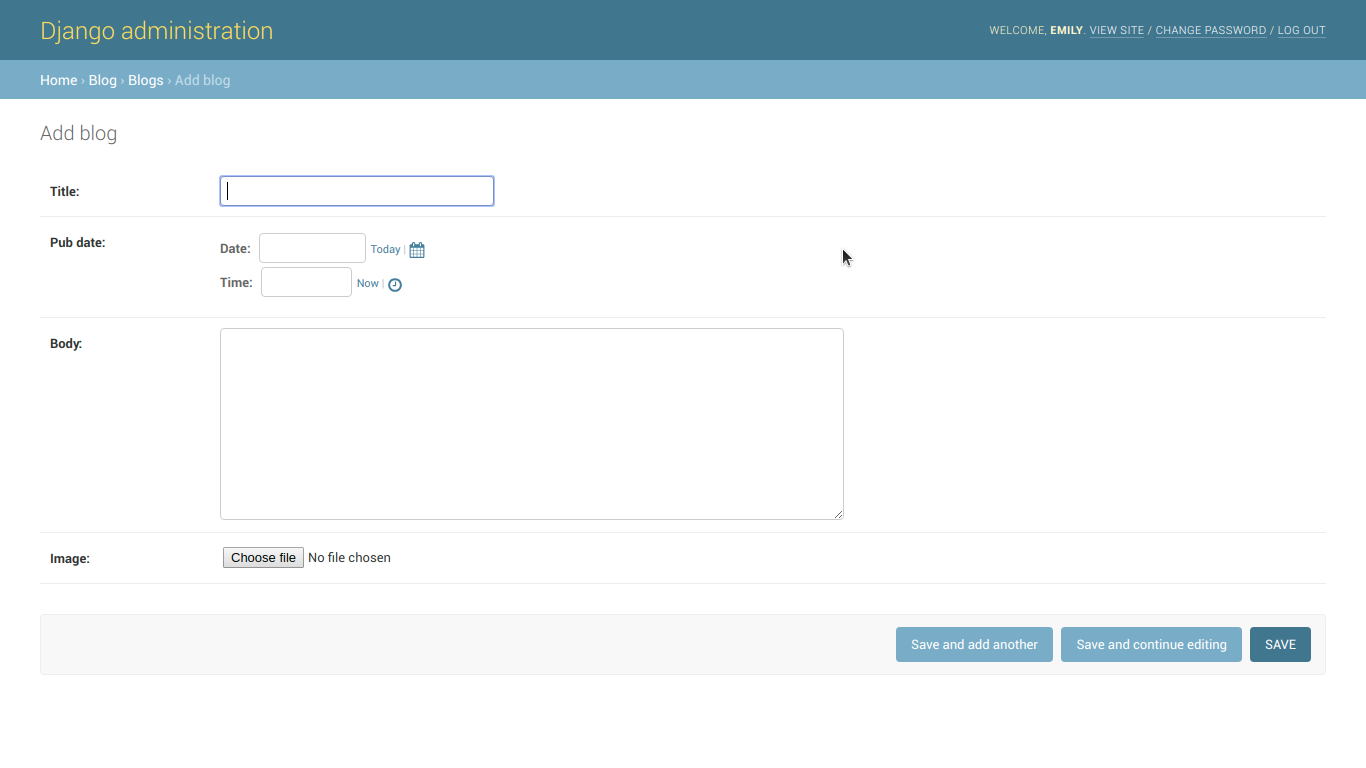 Django administration
WELCOME, EMILY. VIEW SITE / CHANGE PASSWORD / LOG OUT
Home › Blog › Blogs › Add blog
Add blog
Title:
Pub date:
Date: Today |
Time: Now |
Body:
Image: Choose file No file chosen
Save and add another Save and continue editing SAVE